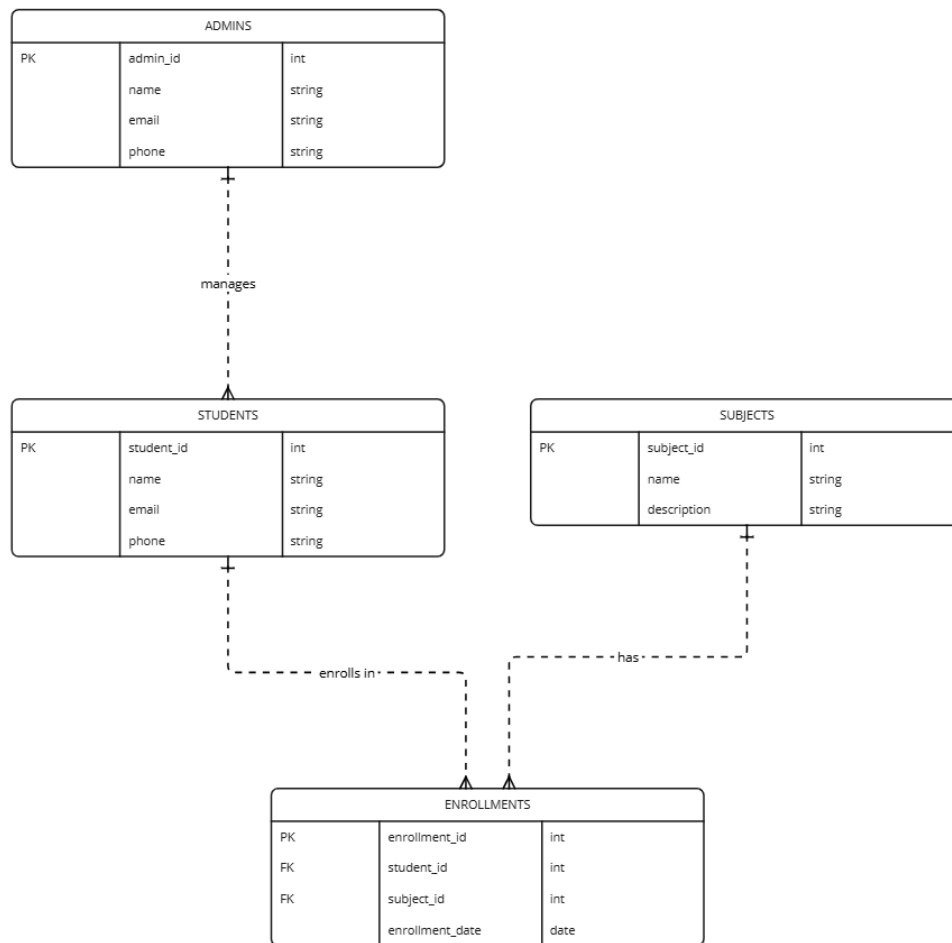 ADMINS
PK admin_id int
name string
email string
phone string
manages
STUDENTS
PK student_id int
name string
email string
phone string
SUBJECTS
PK subject_id int
name string
description string
enrolls in
has
ENROLLMENTS
PK enrollment_id int
FK student_id int
FK subject_id int
enrollment_date date